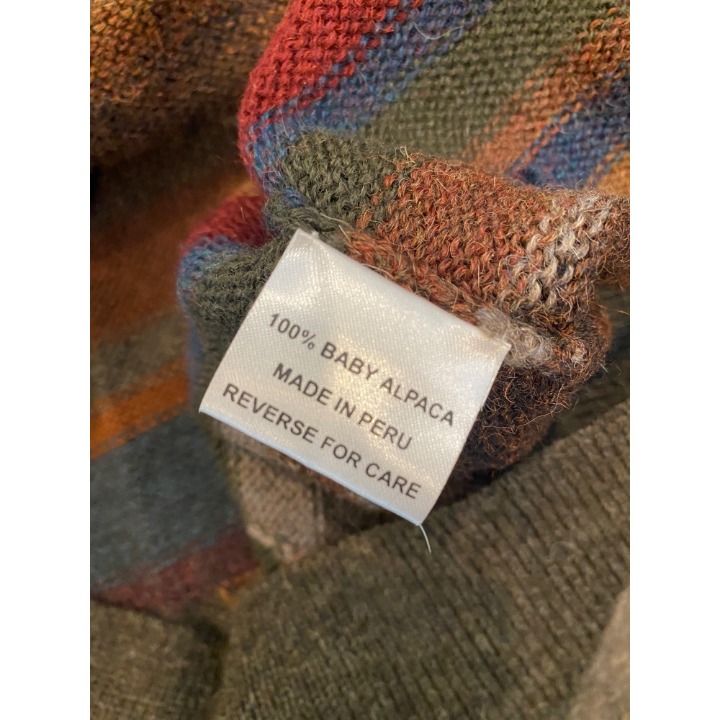 100% BABY ALPACA
MADE IN PERU
REVERSE FOR CARE